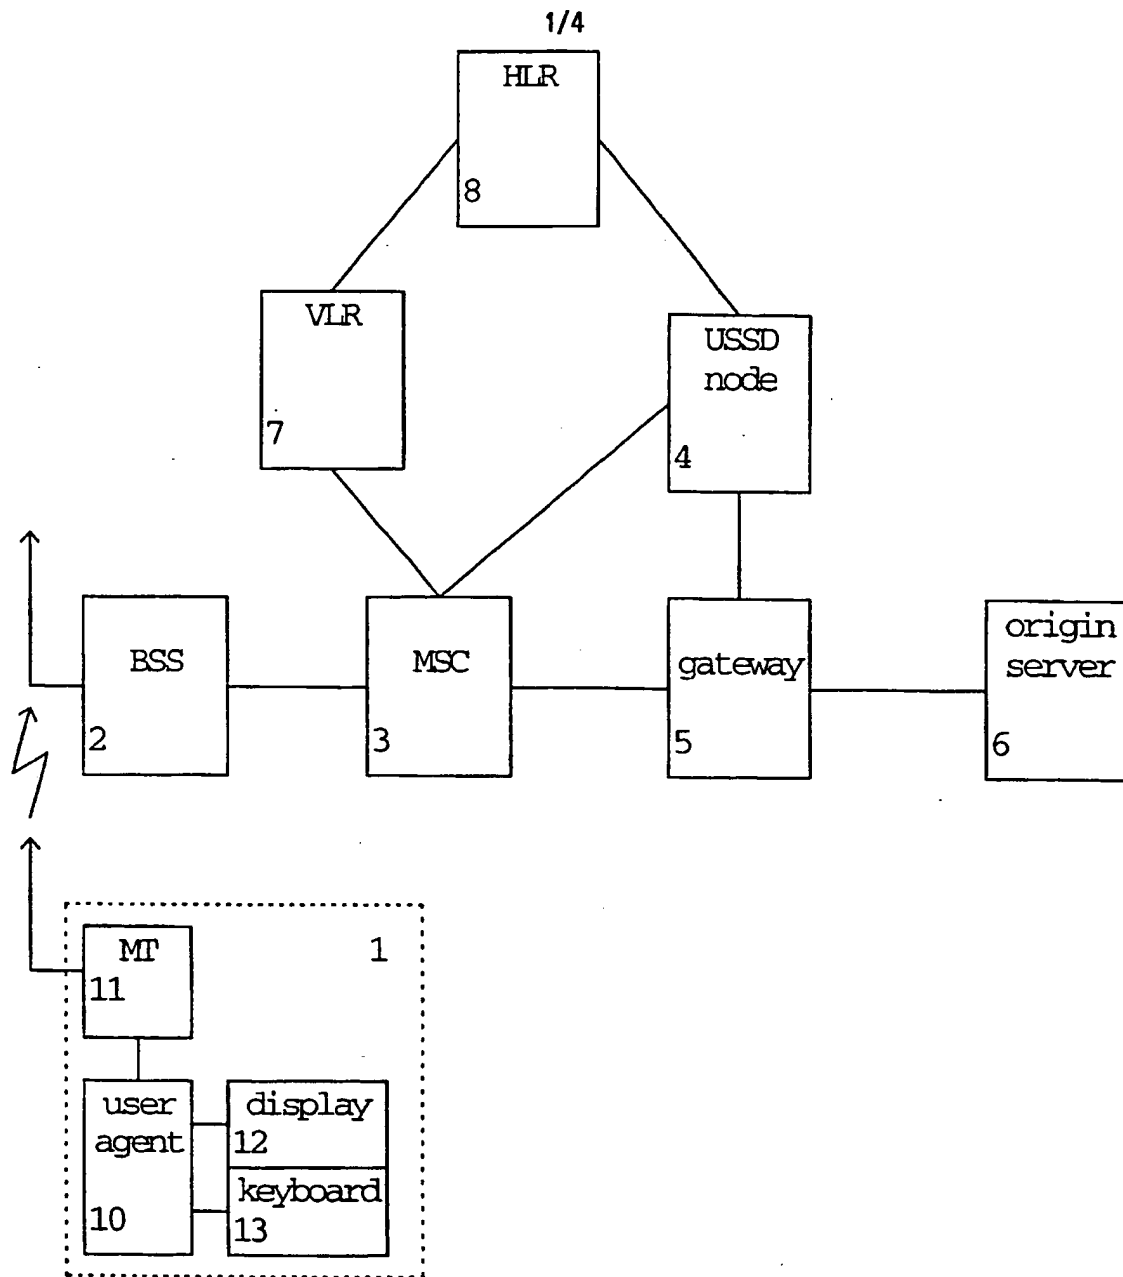 1/4
HLR
8
VLR
7
USSD
node
4
BSS
2
MSC
3
gateway
5
origin
server
6
MT
11
1
user
agent
10
display
12
keyboard
13